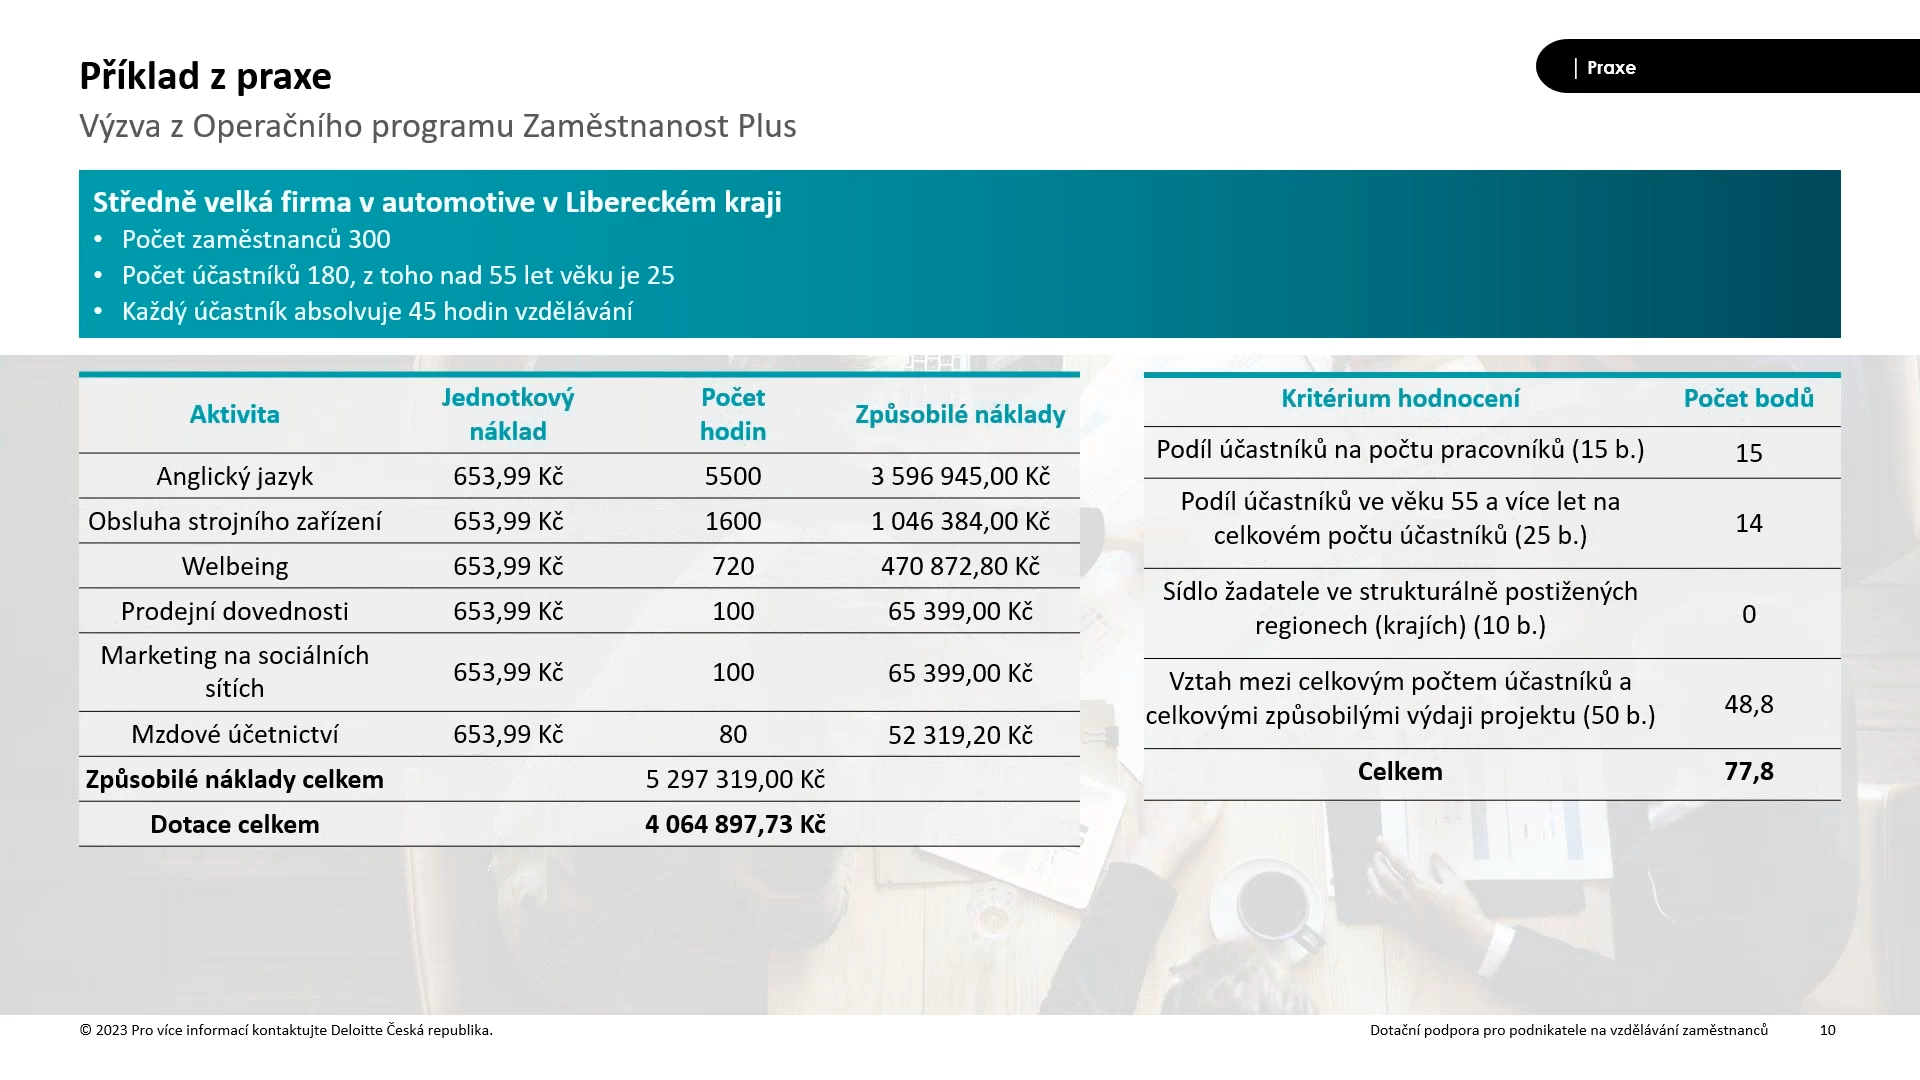 Příklad z praxe
| Praxe
Výzva z Operačního programu Zaměstnanost Plus
Středně velká firma v automotive v Libereckém kraji
• Počet zaměstnanců 300
• Počet účastníků 180, z toho nad 55 let věku je 25
• Každý účastník absolvuje 45 hodin vzdělávání
Aktivita
Jednotkový
náklad
Počet
hodin
Způsobilé náklady
Anglický jazyk 653,99 Kč 5500 3 596 945,00 Kč
Obsluha strojního zařízení 653,99 Kč 1600 1 046 384,00 Kč
Welbeing 653,99 Kč 720 470 872,80 Kč
Prodejní dovednosti 653,99 Kč 100 65 399,00 Kč
Marketing na sociálních
sítích
653,99 Kč 100 65 399,00 Kč
Mzdové účetnictví 653,99 Kč 80 52 319,20 Kč
Způsobilé náklady celkem 5 297 319,00 Kč
Dotace celkem 4 064 897,73 Kč
Kritérium hodnocení Počet bodů
Podíl účastníků na počtu pracovníků (15 b.) 15
Podíl účastníků ve věku 55 a více let na
celkovém počtu účastníků (25 b.)
14
Sídlo žadatele ve strukturálně postižených
regionech (krajích) (10 b.)
0
Vztah mezi celkovým počtem účastníků a
celkovými způsobilými výdaji projektu (50 b.)
48,8
Celkem 77,8
© 2023 Pro více informací kontaktujte Deloitte Česká republika.
Dotační podpora pro podnikatele na vzdělávání zaměstnanců 10